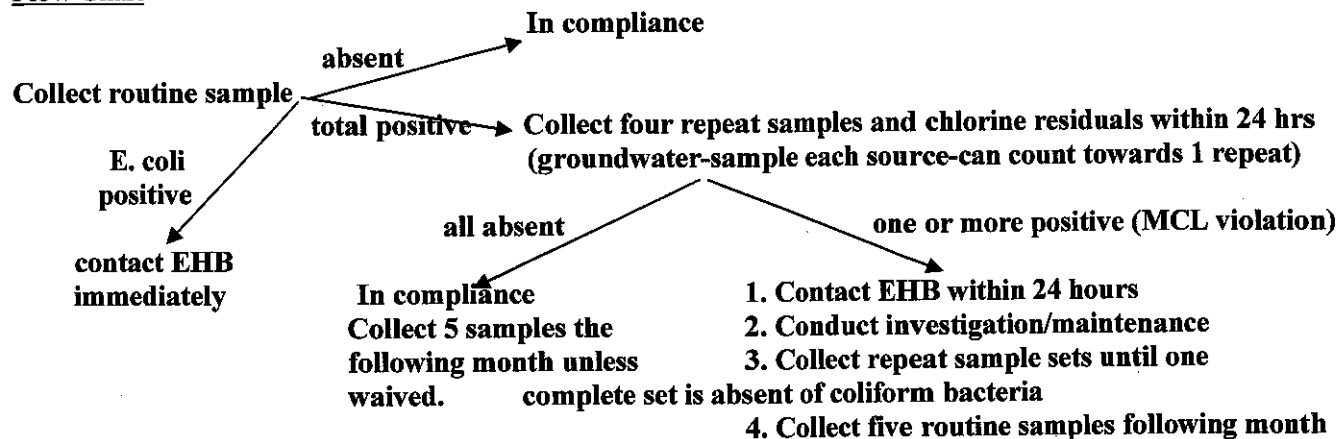 In compliance
absent
Collect routine sample
total positive
Collect four repeat samples and chlorine residuals within 24 hrs
(groundwater-sample each source-can count towards 1 repeat)
E. coli
positive
contact EHB
immediately
all absent
one or more positive (MCL violation)
In compliance
Collect 5 samples the
following month unless
waived.
1. Contact EHB within 24 hours
2. Conduct investigation/maintenance
3. Collect repeat sample sets until one
complete set is absent of coliform bacteria
4. Collect five routine samples following month